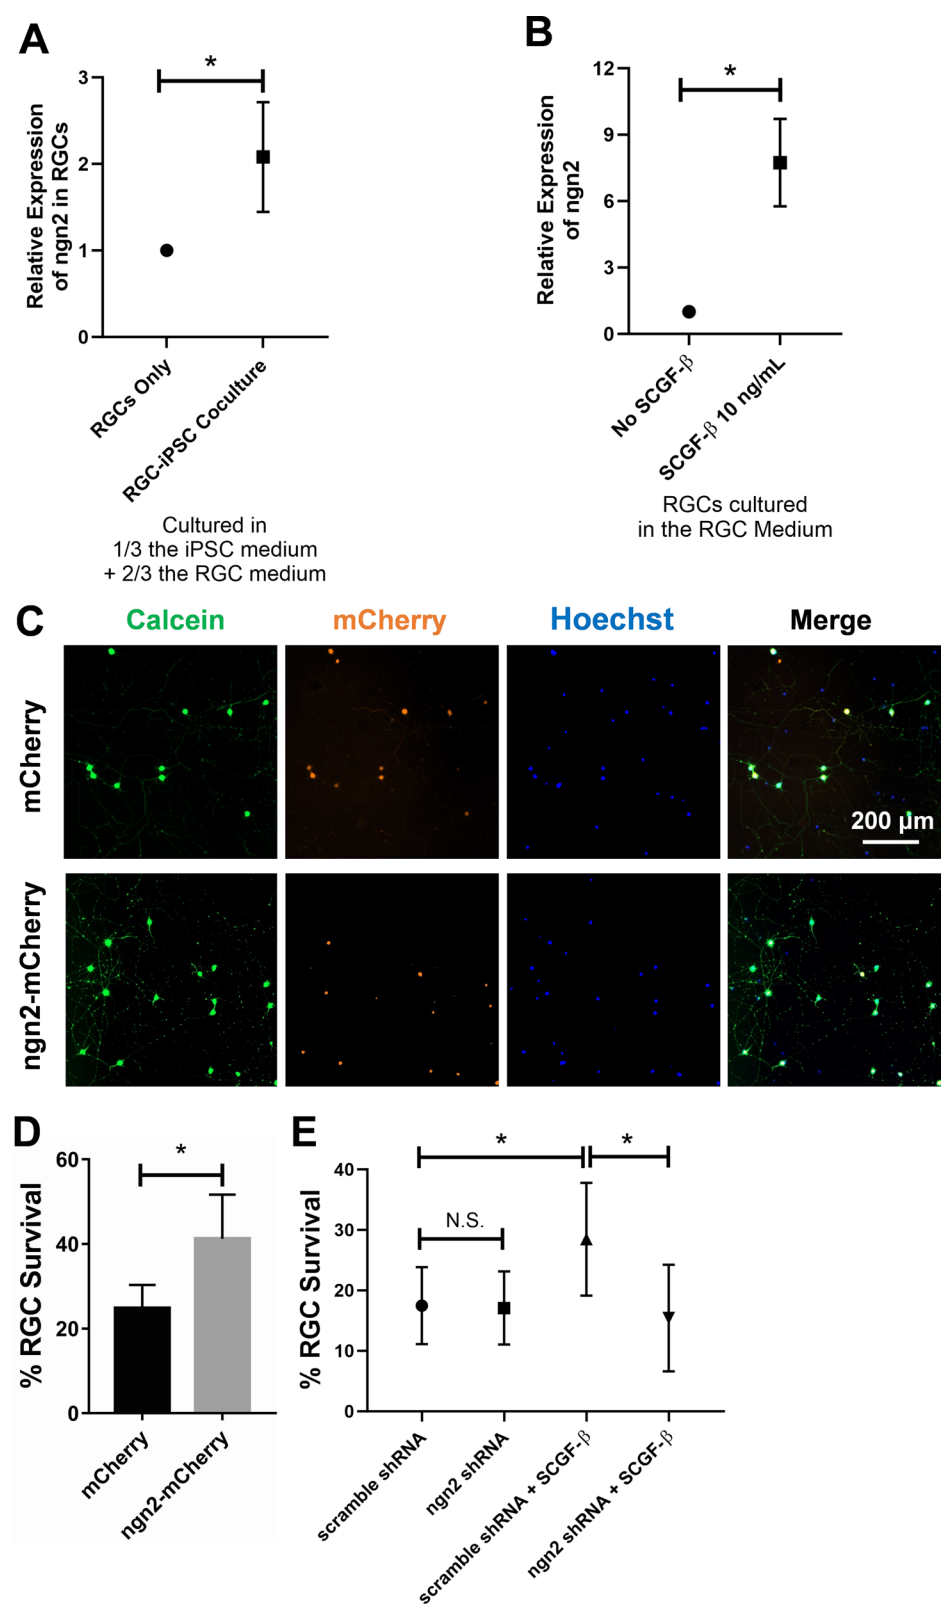 A
Relative Expression
of ngn2 in RGCs
3
2
1
0
*
RGCs Only
RGC-iPSC Coculture
Cultured in
1/3 the iPSC medium
+ 2/3 the RGC medium
B
Relative Expression
of ngn2
12
9
6
3
0
*
No SCGF-β
SCGF-β 10 ng/mL
RGCs cultured
in the RGC Medium
C
Calcein
mCherry
Hoechst
Merge
mCherry
200 µm
ngn2-mCherry
D
% RGC Survival
60
40
20
0
*
mCherry
ngn2-mCherry
E
% RGC Survival
40
30
20
10
0
*
*
N.S.
scramble shRNA
ngn2 shRNA
scramble shRNA + SCGF-β
ngn2 shRNA + SCGF-β